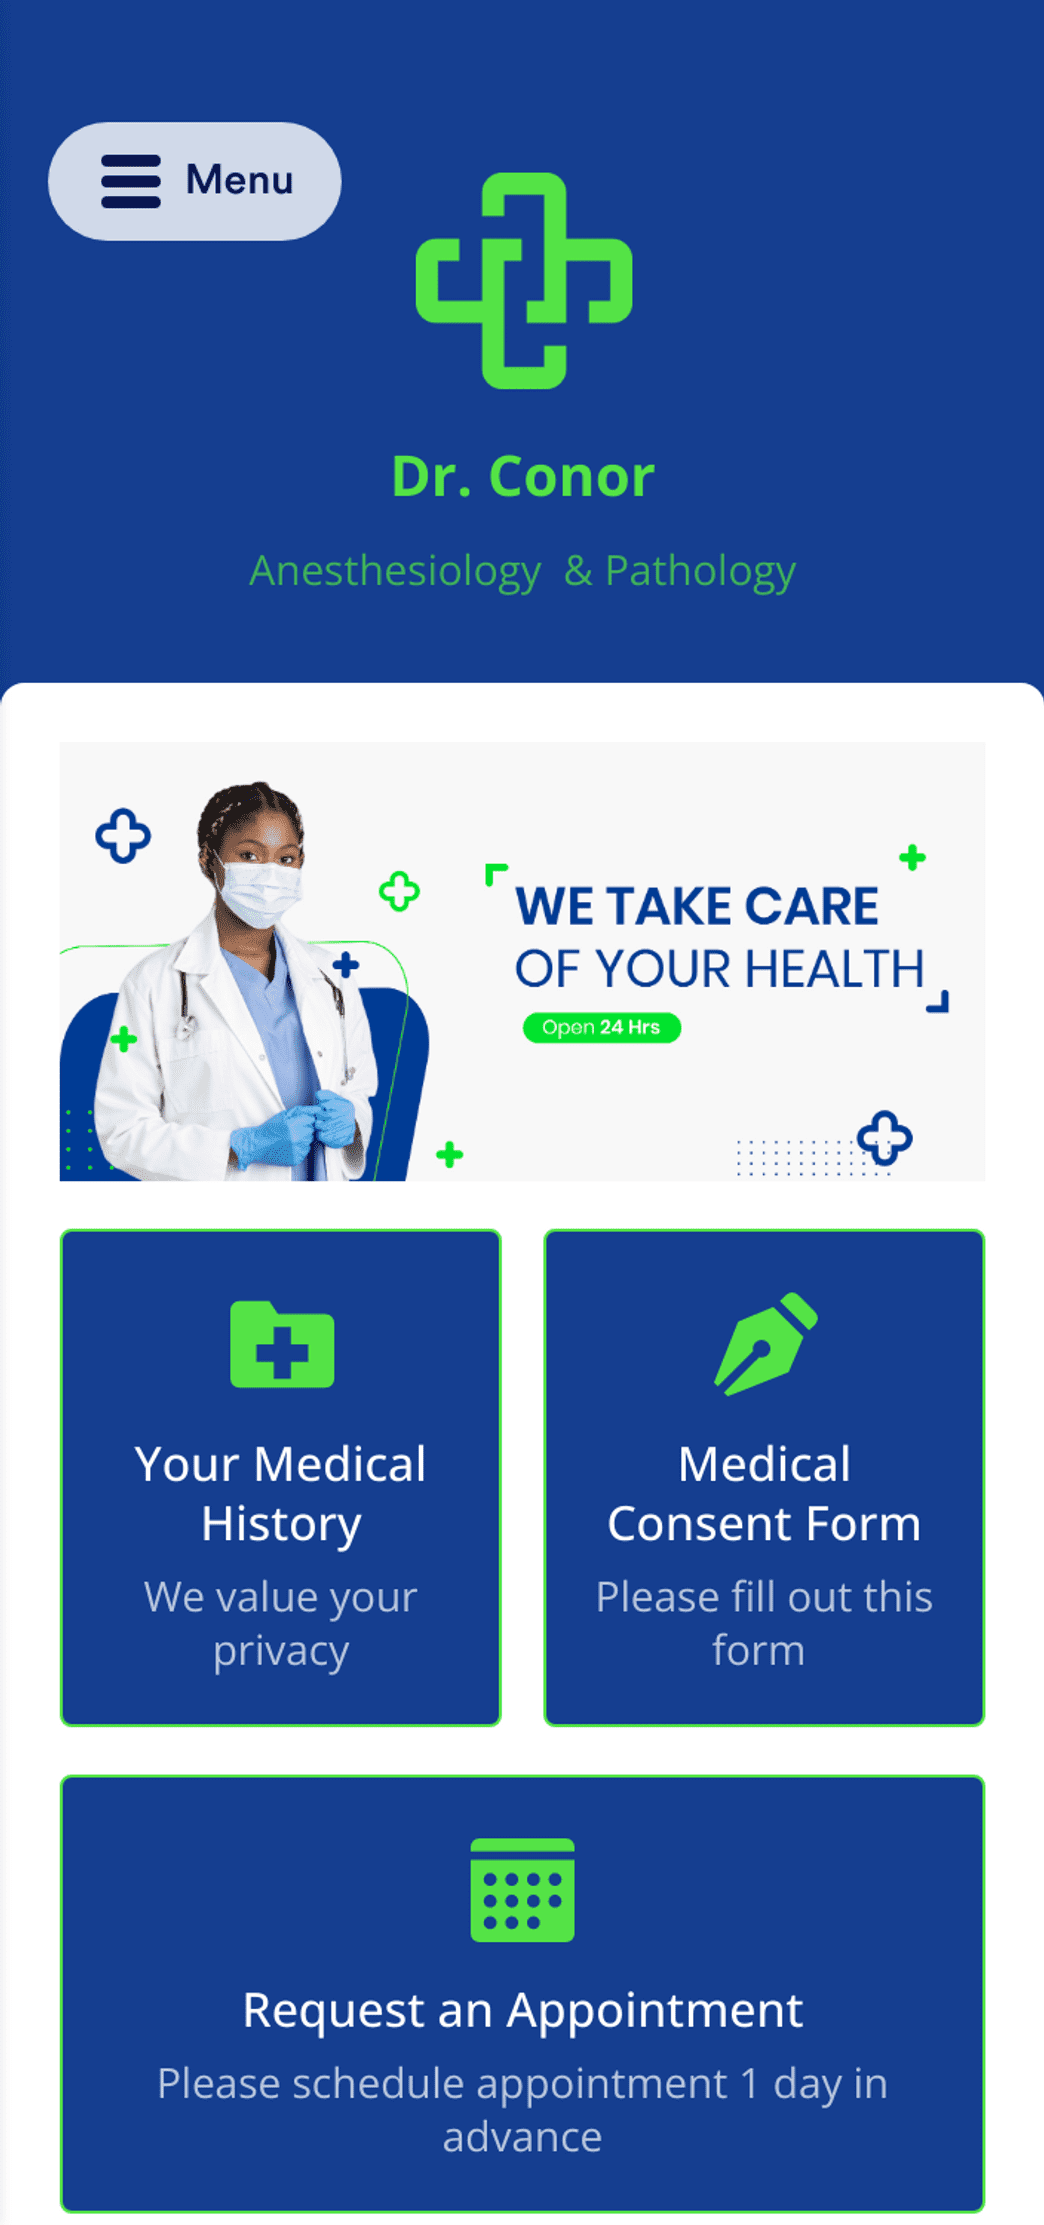 Menu
Dr. Conor
Anesthesiology & Pathology
WE TAKE CARE
OF YOUR HEALTH
Open 24 Hrs
Your Medical
History
We value your
privacy
Medical
Consent Form
Please fill out this
form
Request an Appointment
Please schedule appointment 1 day in
advance